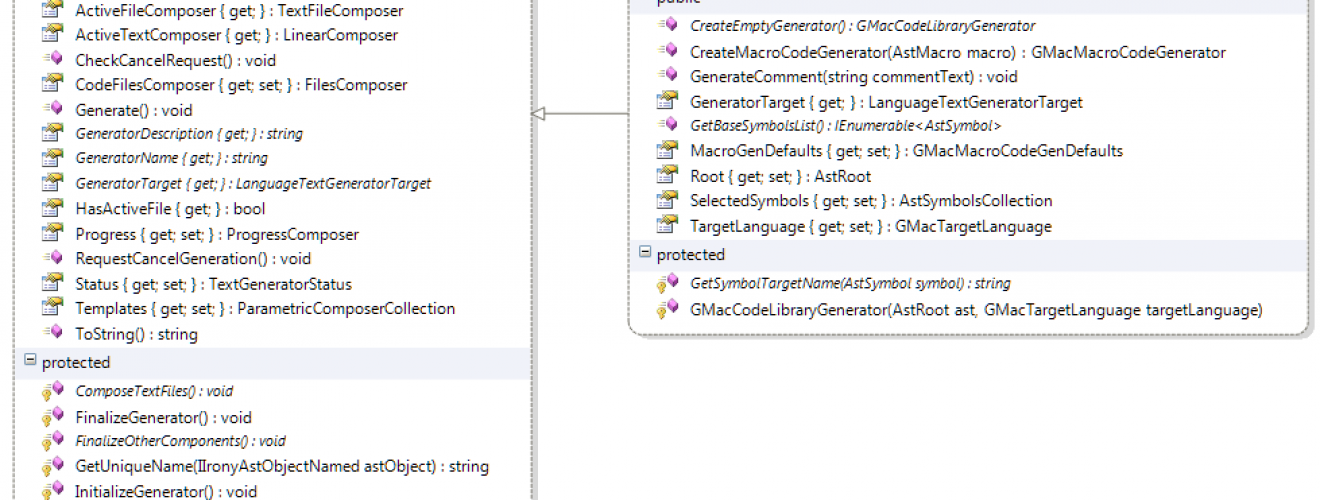 ActiveFileComposer { get; } : TextFileComposer
ActiveTextComposer { get; } : LinearComposer
CheckCancelRequest() : void
CodeFilesComposer { get; set; } : FilesComposer
Generate() : void
GeneratorDescription { get; } : string
GeneratorName { get; } : string
GeneratorTarget { get; } : LanguageTextGeneratorTarget
HasActiveFile { get; } : bool
Progress { get; set; } : ProgressComposer
RequestCancelGeneration() : void
Status { get; set; } : TextGeneratorStatus
Templates { get; set; } : ParametricComposerCollection
ToString() : string
protected
ComposeTextFiles() : void
FinalizeGenerator() : void
FinalizeOtherComponents() : void
GetUniqueName(IIronyAstObjectNamed astObject) : string
InitializeGenerator() : void
public
CreateEmptyGenerator() : GMacCodeLibraryGenerator
CreateMacroCodeGenerator(AstMacro macro) : GMacMacroCodeGenerator
GenerateComment(string commentText) : void
GeneratorTarget { get; } : LanguageTextGeneratorTarget
GetBaseSymbolsList() : IEnumerable<AstSymbol>
MacroGenDefaults { get; set; } : GMacMacroCodeGenDefaults
Root { get; set; } : AstRoot
SelectedSymbols { get; set; } : AstSymbolsCollection
TargetLanguage { get; set; } : GMacTargetLanguage
protected
GetSymbolTargetName(AstSymbol symbol) : string
GMacCodeLibraryGenerator(AstRoot ast, GMacTargetLanguage targetLanguage)